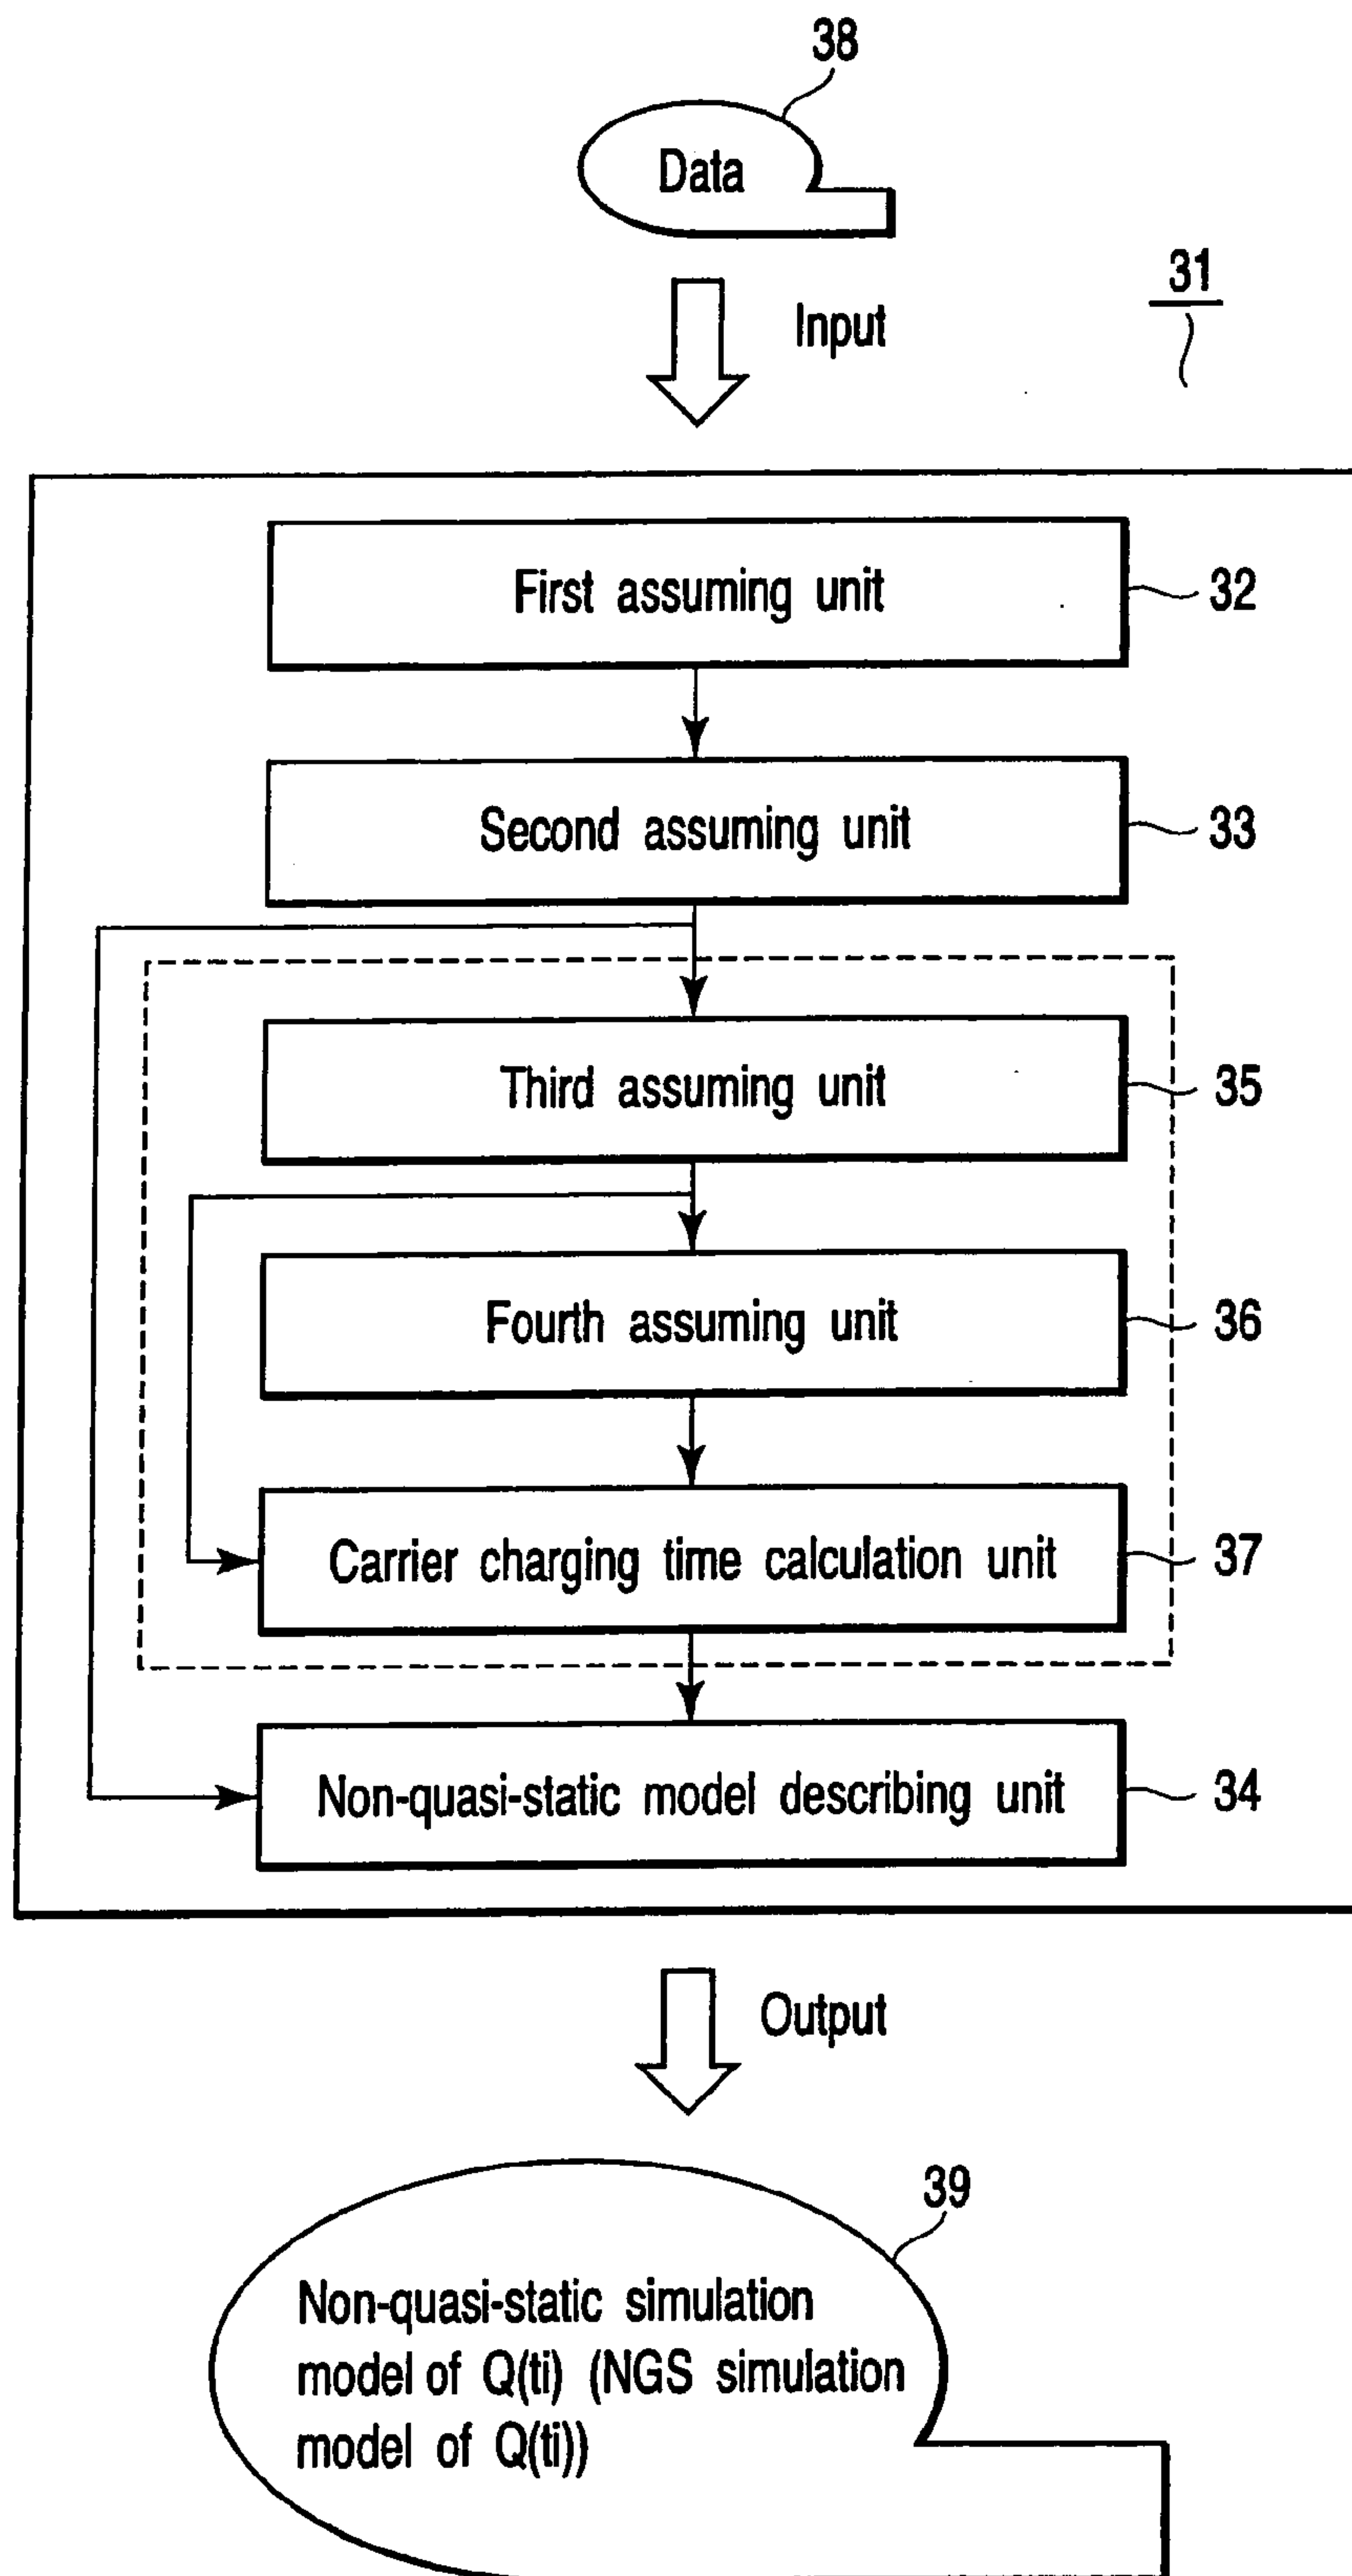 38
Data
31
Input
First assuming unit
32
Second assuming unit
33
Third assuming unit
35
Fourth assuming unit
36
Carrier charging time calculation unit
37
Non-quasi-static model describing unit
34
Output
39
Non-quasi-static simulation
model of Q(ti) (NGS simulation
model of Q(ti))